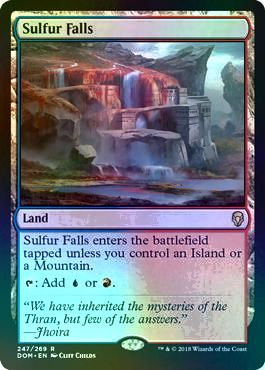 Sulfur Falls
Land
Sulfur Falls enters the battlefield
tapped unless you control an Island or
a Mountain.
: Add or .
“We have inherited the mysteries of the
Thran, but few of the answers.”
—Jhoira
247/269 R
DOM • EN CLIFF CHILDS
™ & © 2018 Wizards of the Coast